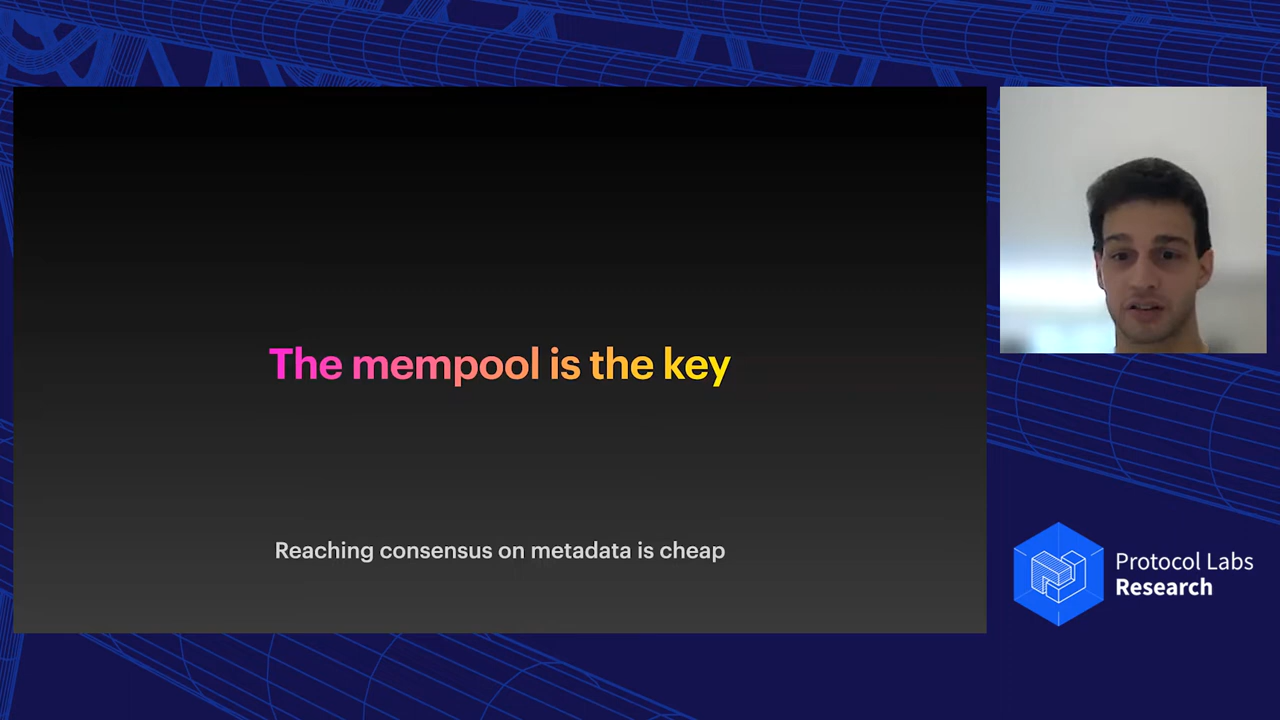 The mempool is the key
Reaching consensus on metadata is cheap
Protocol Labs
Research